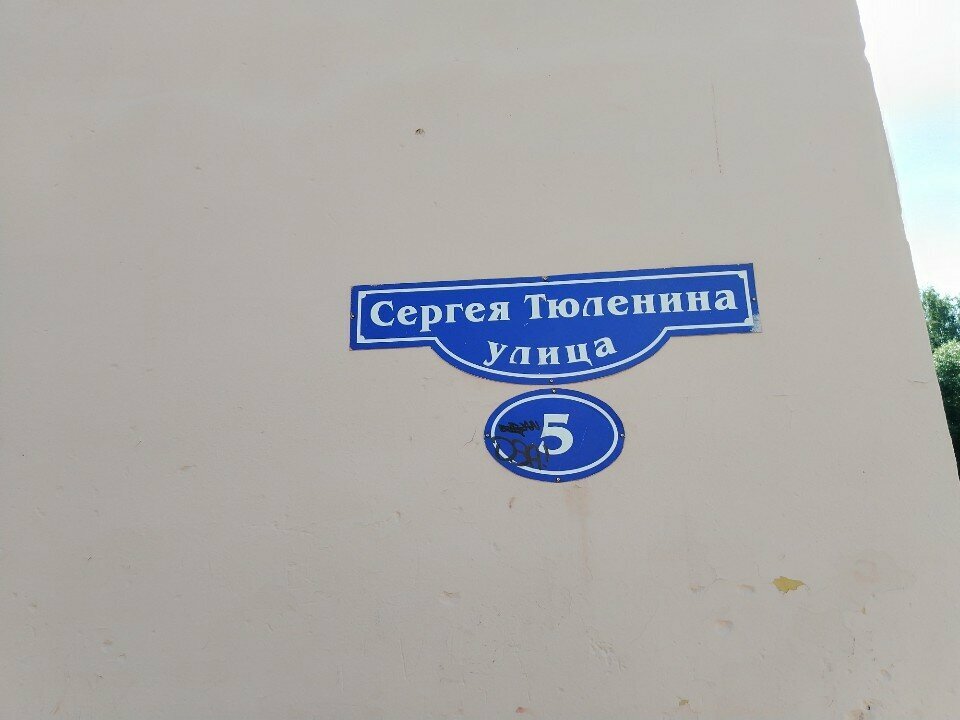 Сергея Тюленина
улица
5